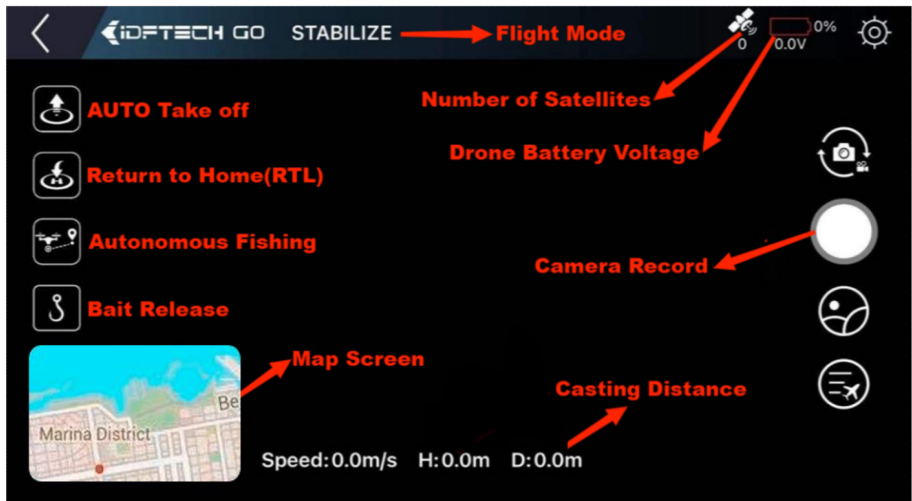 iDFTECH GO STABILIZE Flight Mode 0 0.0V 0%
AUTO Take off
Number of Satellites
Drone Battery Voltage
Return to Home(RTL)
Autonomous Fishing
Camera Record
Bait Release
Map Screen
Casting Distance
Be
Marina District
Speed:0.0m/s H:0.0m D:0.0m